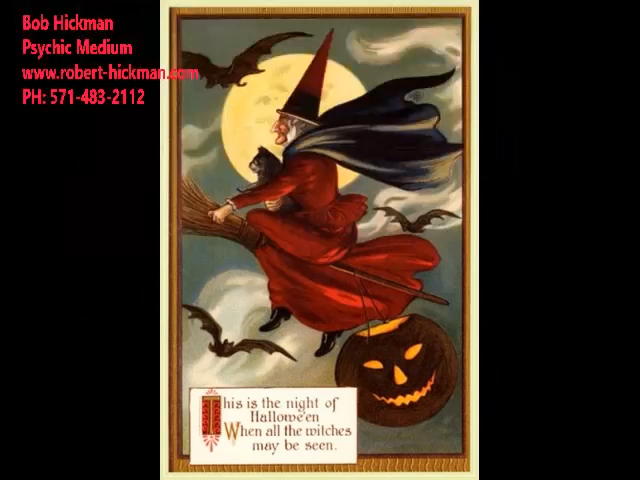 Bob Hickman
Psychic Medium
www.robert-hickman.com
PH: 571-483-2112
This is the night of
Hallowe'en
When all the witches
may be seen.